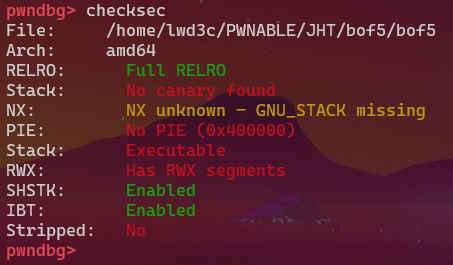 pwndbg> checksec
File:     /home/lwd3c/PWNABLE/JHT/bof5/bof5
Arch:     amd64
RELRO:      Full RELRO
Stack:      No canary found
NX:         NX unknown - GNU_STACK missing
PIE:        No PIE (0x400000)
Stack:      Executable
RWX:        Has RWX segments
SHSTK:      Enabled
IBT:        Enabled
Stripped:   No
pwndbg>